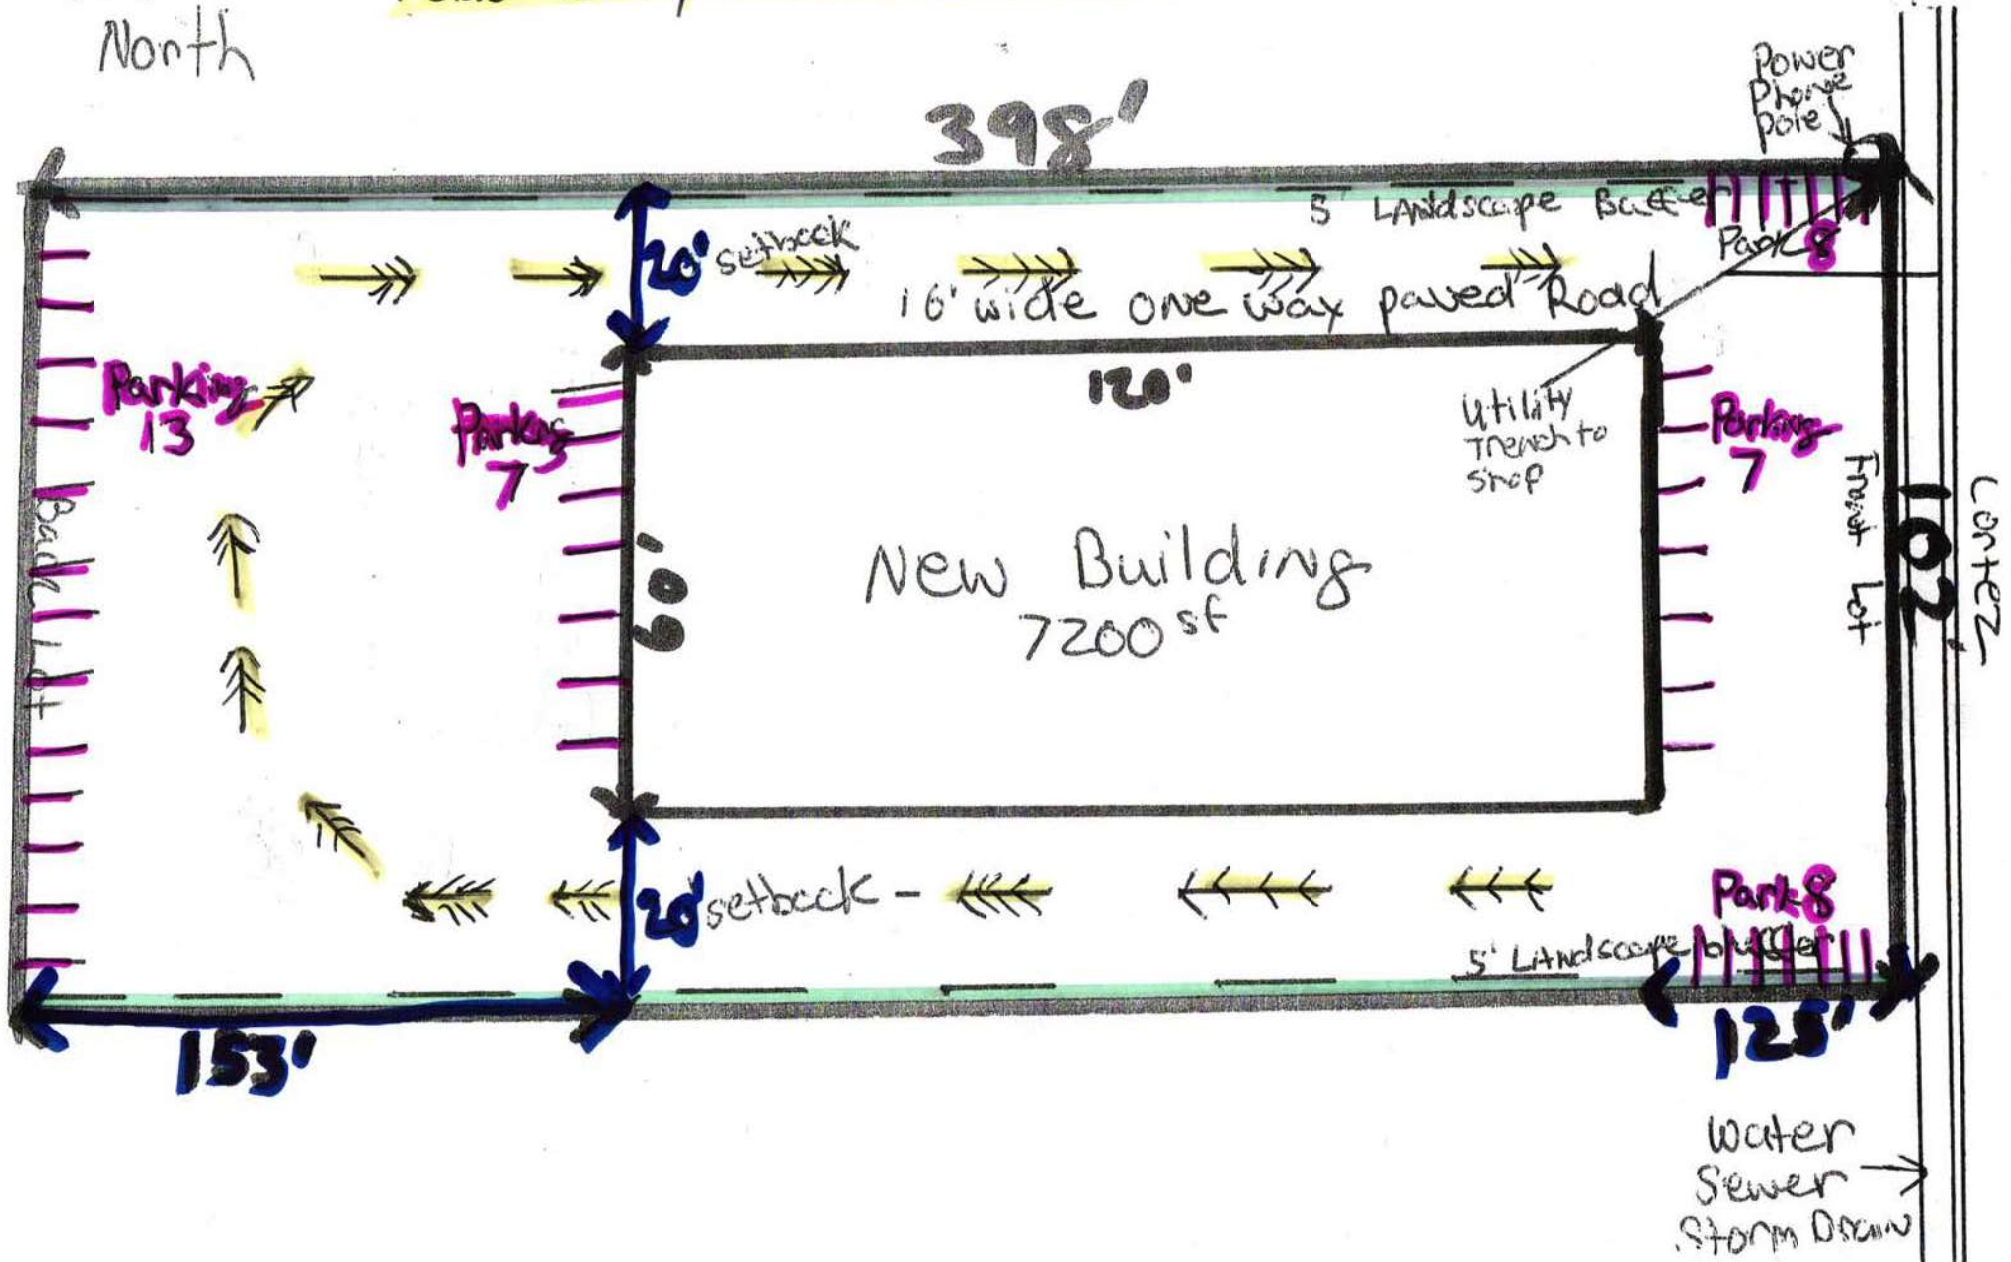 North
398'
Power
Phone
pole
5' LANdscape Buffer
Park 8
20' setback
16' wide one way paved Road
120'
Parking
13
Parking
7
Utility
Trench to
shop
Parking
7
Back Lot
60'
New Building
7200 sf
Front Lot
102'
Cortez
20' setback -
Park 8
5' LANdscape buffer
153'
125'
Water
Sewer
Storm Drain